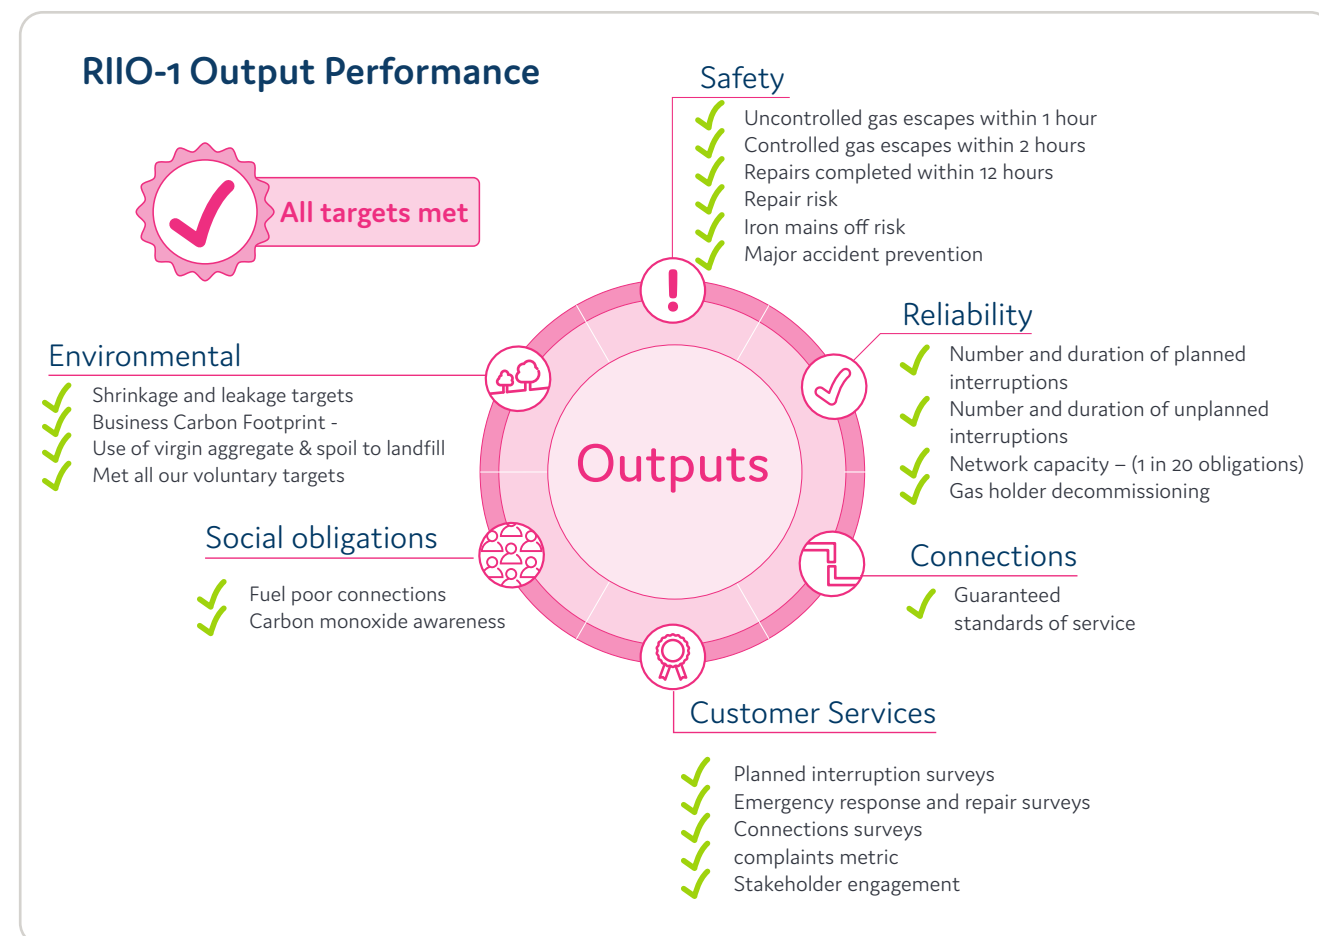 RIIO-1 Output Performance
All targets met
Safety
Uncontrolled gas escapes within 1 hour
Controlled gas escapes within 2 hours
Repairs completed within 12 hours
Repair risk
Iron mains off risk
Major accident prevention
Reliability
Number and duration of planned
interruptions
Number and duration of unplanned
interruptions
Network capacity – (1 in 20 obligations)
Gas holder decommissioning
Environmental
Shrinkage and leakage targets
Business Carbon Footprint -
Use of virgin aggregate & spoil to landfill
Met all our voluntary targets
Outputs
Social obligations
Fuel poor connections
Carbon monoxide awareness
Connections
Guaranteed
standards of service
Customer Services
Planned interruption surveys
Emergency response and repair surveys
Connections surveys
complaints metric
Stakeholder engagement